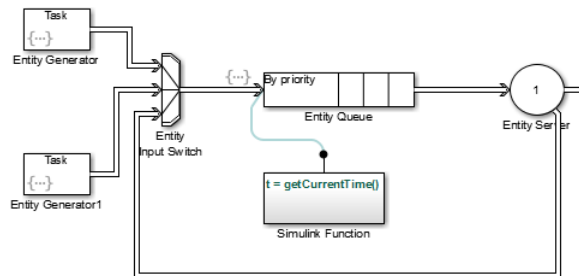 Task
{...}
Entity Generator
Task
{...}
Entity Generator1
Entity
Input Switch
{...}
By priority
Entity Queue
1
Entity Server
t = getCurrentTime()
Simulink Function